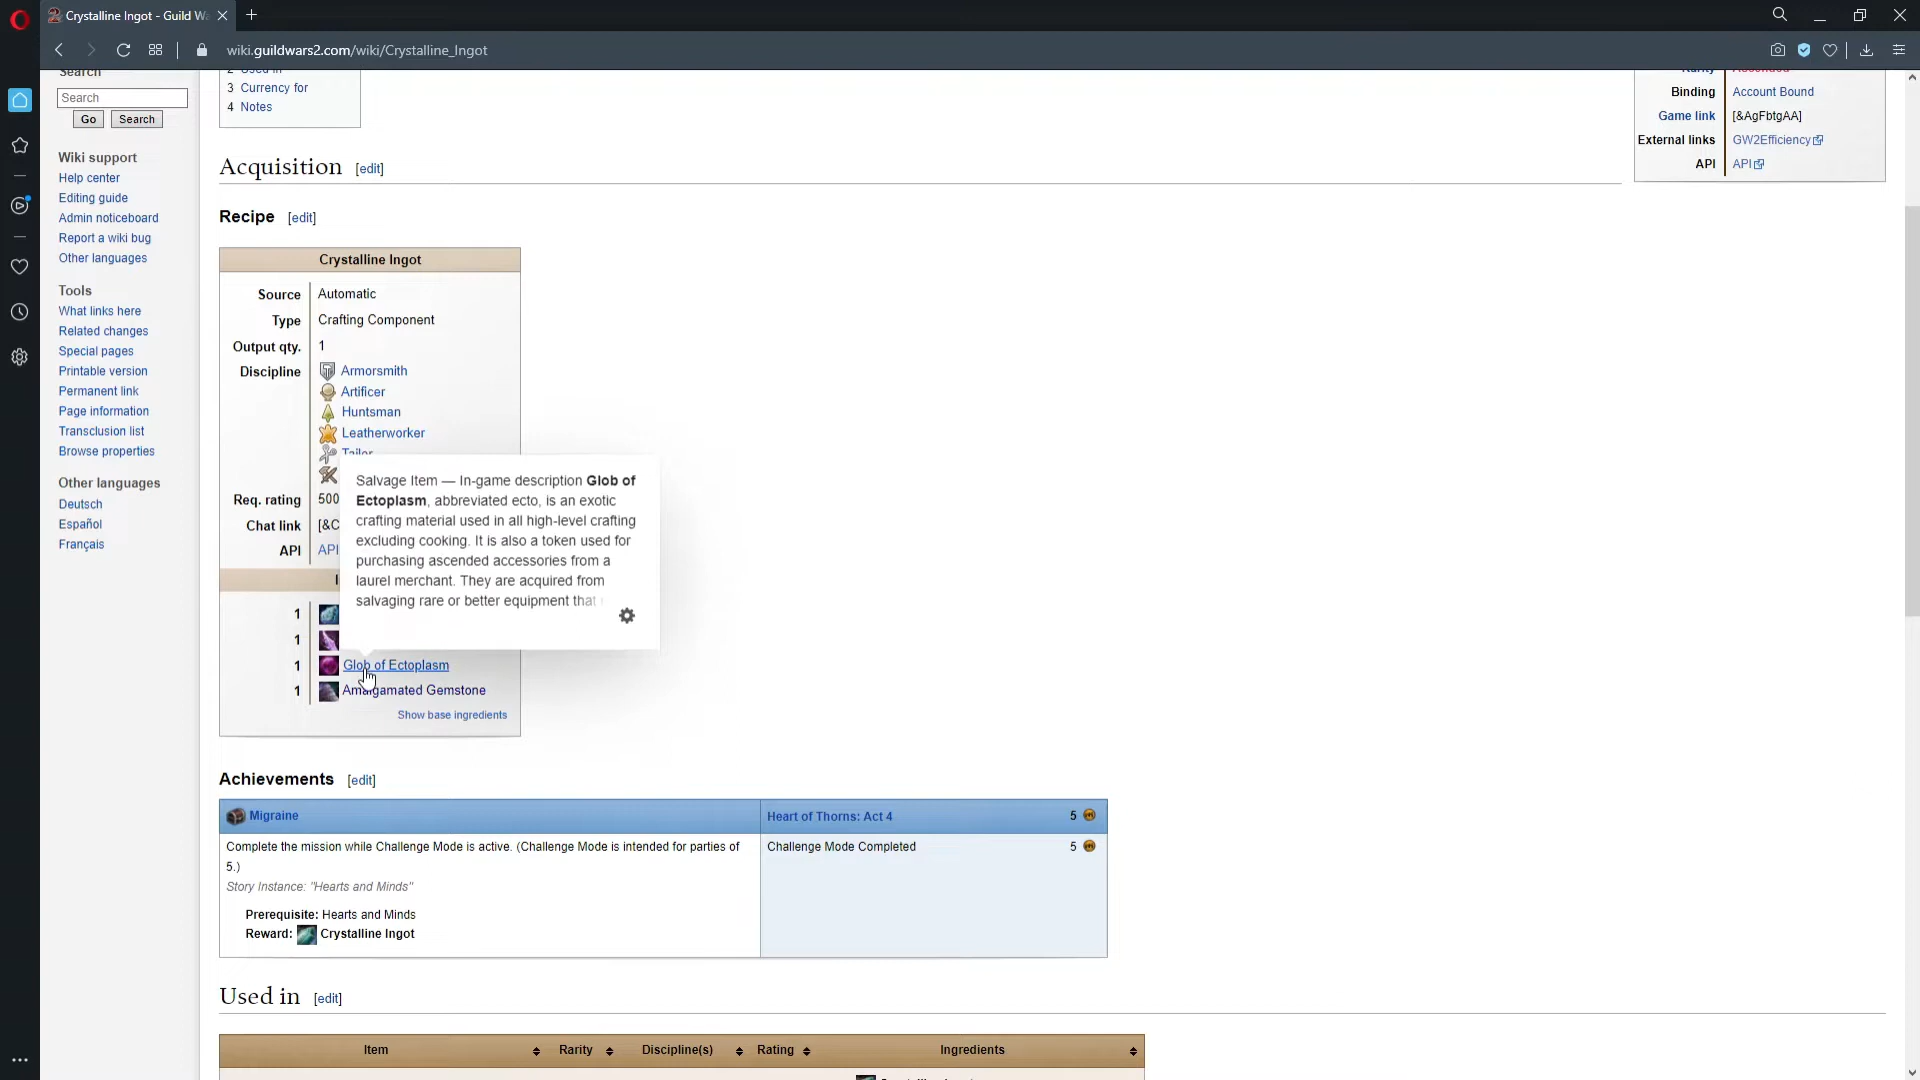 Crystalline Ingot - Guild Wa
wiki.guildwars2.com/wiki/Crystalline_Ingot
Search
Search
Go Search
Wiki support
Help center
Editing guide
Admin noticeboard
Report a wiki bug
Other languages
Tools
What links here
Related changes
Special pages
Printable version
Permanent link
Page information
Transclusion list
Browse properties
Other languages
Deutsch
Español
Français
2 Used in
3 Currency for
4 Notes
Rarity Ascended
Binding Account Bound
Game link [&AgFbtgAA]
External links GW2Efficiency
API API
Acquisition [edit]
Recipe [edit]
Crystalline Ingot
Source Automatic
Type Crafting Component
Output qty. 1
Discipline Armorsmith
Artificer
Huntsman
Leatherworker
Tailor
Req. rating 500
Chat link [&C
API API
Salvage Item — In-game description Glob of
Ectoplasm, abbreviated ecto, is an exotic
crafting material used in all high-level crafting
excluding cooking. It is also a token used for
purchasing ascended accessories from a
laurel merchant. They are acquired from
salvaging rare or better equipment that
1
1
1 Glob of Ectoplasm
1 Amalgamated Gemstone
Show base ingredients
Achievements [edit]
Migraine Heart of Thorns: Act 4 5
Complete the mission while Challenge Mode is active. (Challenge Mode is intended for parties of Challenge Mode Completed 5
5.)
Story Instance: "Hearts and Minds"
Prerequisite: Hearts and Minds
Reward: Crystalline Ingot
Used in [edit]
Item Rarity Discipline(s) Rating Ingredients